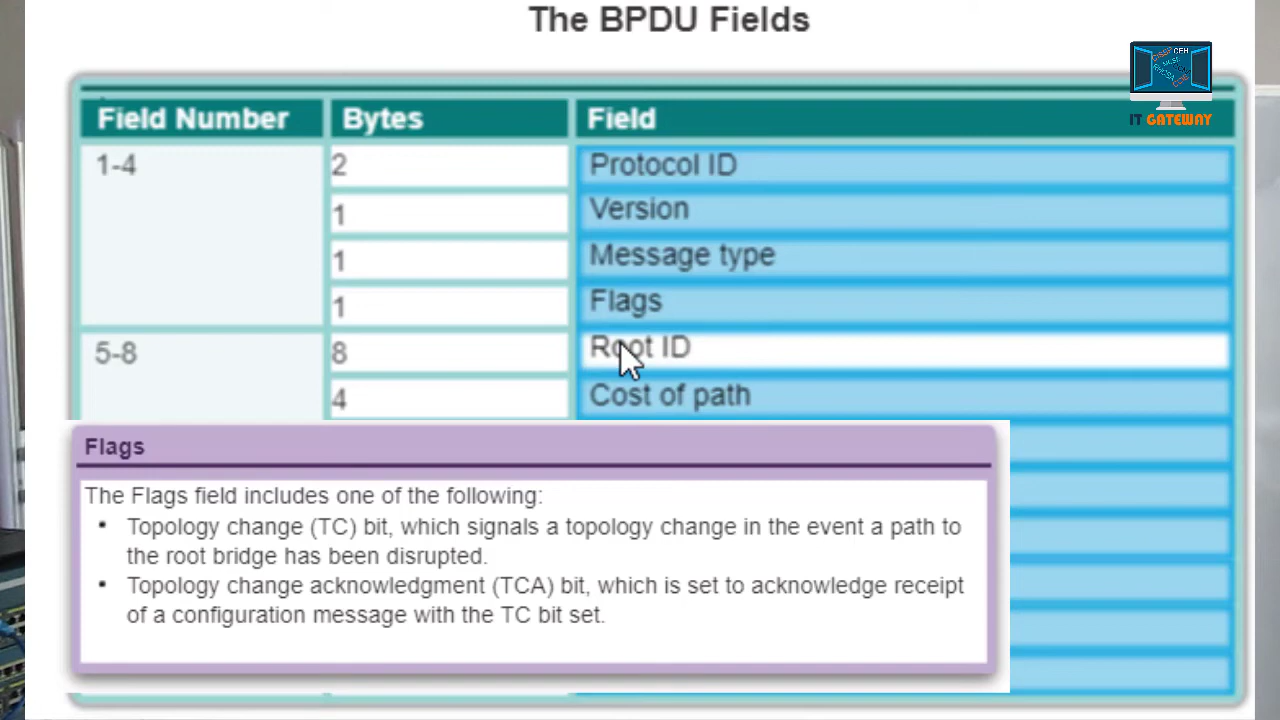 The BPDU Fields
CEH
IT GATEWAY
Field Number Bytes Field
1-4 2 Protocol ID
1 Version
1 Message type
1 Flags
5-8 8 Root ID
4 Cost of path
Flags
The Flags field includes one of the following:
• Topology change (TC) bit, which signals a topology change in the event a path to
the root bridge has been disrupted.
• Topology change acknowledgment (TCA) bit, which is set to acknowledge receipt
of a configuration message with the TC bit set.